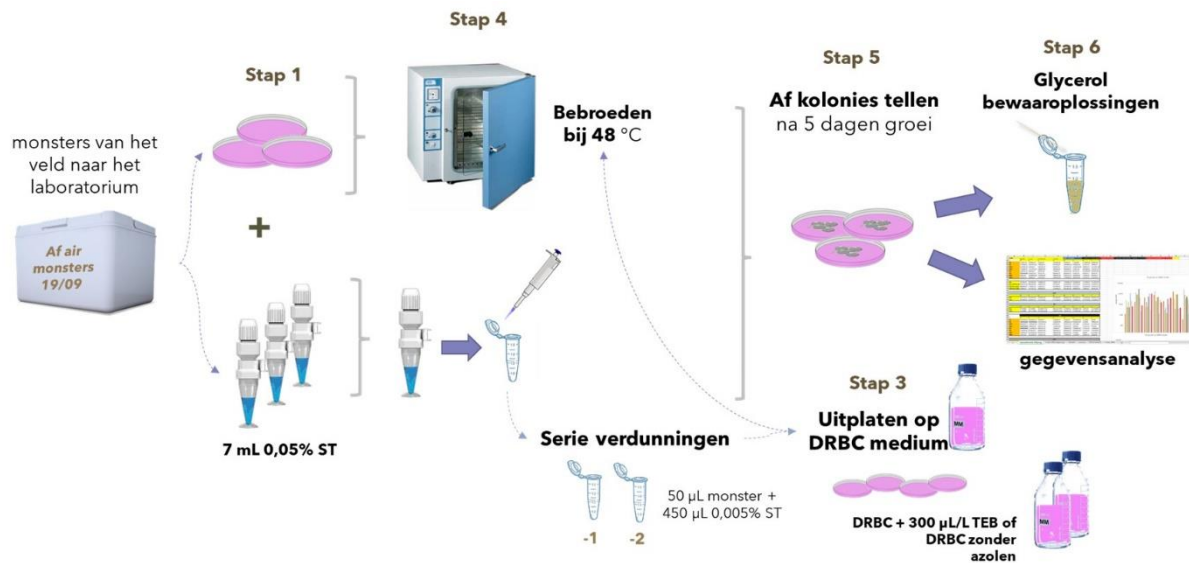 Stap 4
Stap 1
Stap 5
Stap 6
Glycerol
bewaaroplossingen
Af kolonies tellen
na 5 dagen groei
Bebroeden
bij 48 °C
monsters van het
veld naar het
laboratorium
Af air
monsters
19/09
+
gegevensanalyse
Stap 3
Uitplaten op
DRBC medium
MM
7 mL 0,05% ST
Serie verdunningen
50 µL monster +
450 µL 0,005% ST
-1
-2
DRBC + 300 µL/L TEB of
DRBC zonder
azolen
MM